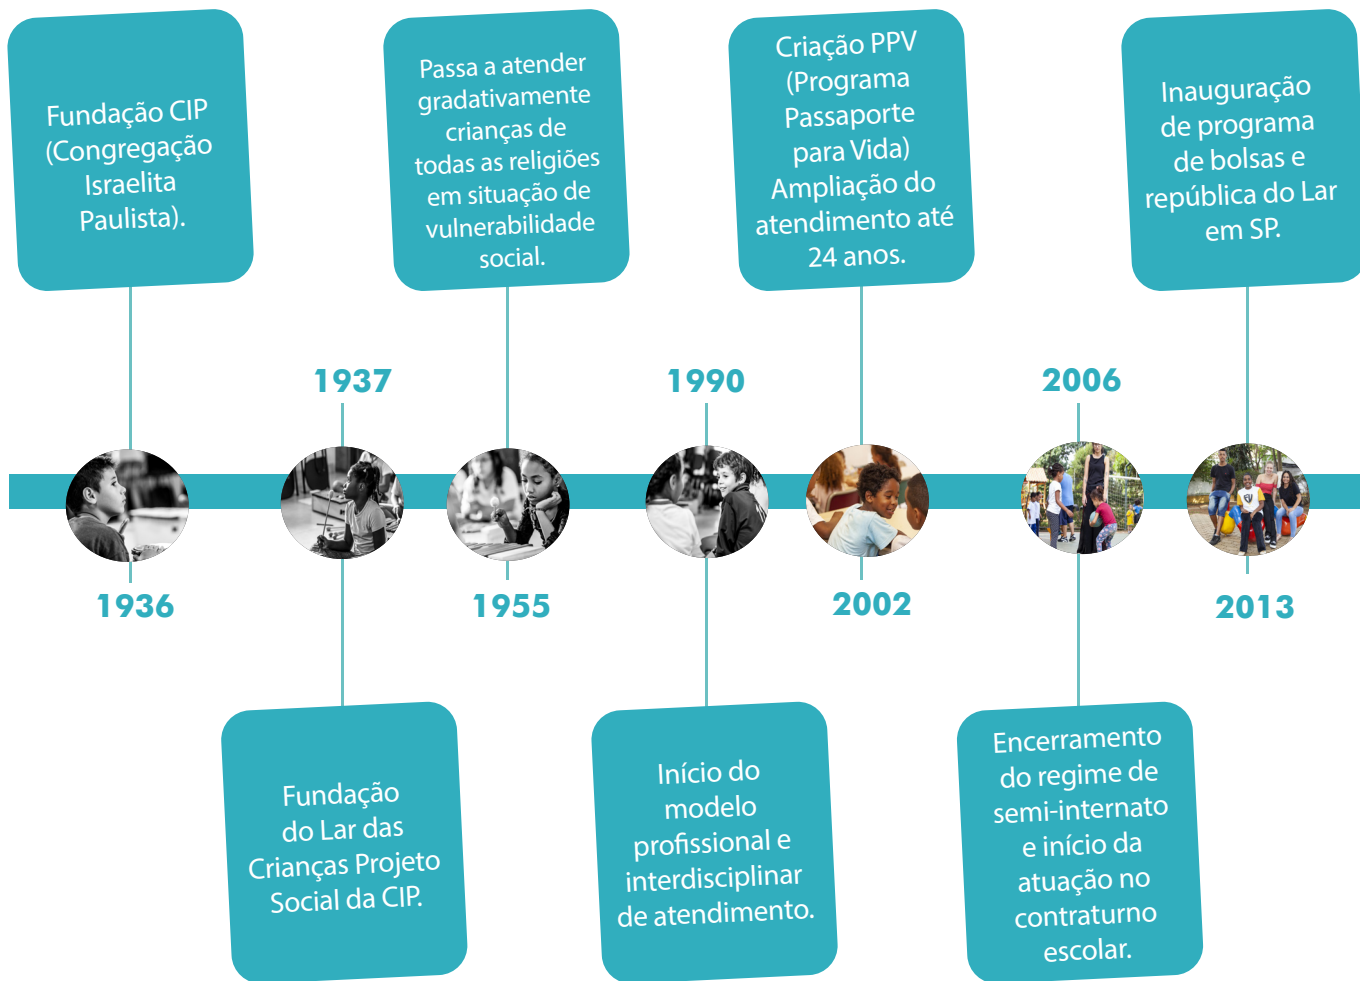 Fundação CIP
(Congregação
Israelita
Paulista).
1936
1937
Fundação
do Lar das
Crianças Projeto
Social da CIP.
Passa a atender
gradativamente
crianças de
todas as religiões
em situação de
vulnerabilidade
social.
1955
1990
Início do
modelo
profissional e
interdisciplinar
de atendimento.
Criação PPV
(Programa
Passaporte
para Vida)
Ampliação do
atendimento até
24 anos.
2002
2006
Encerramento
do regime de
semi-internato
e início da
atuação no
contraturno
escolar.
Inauguração
de programa
de bolsas e
república do Lar
em SP.
2013